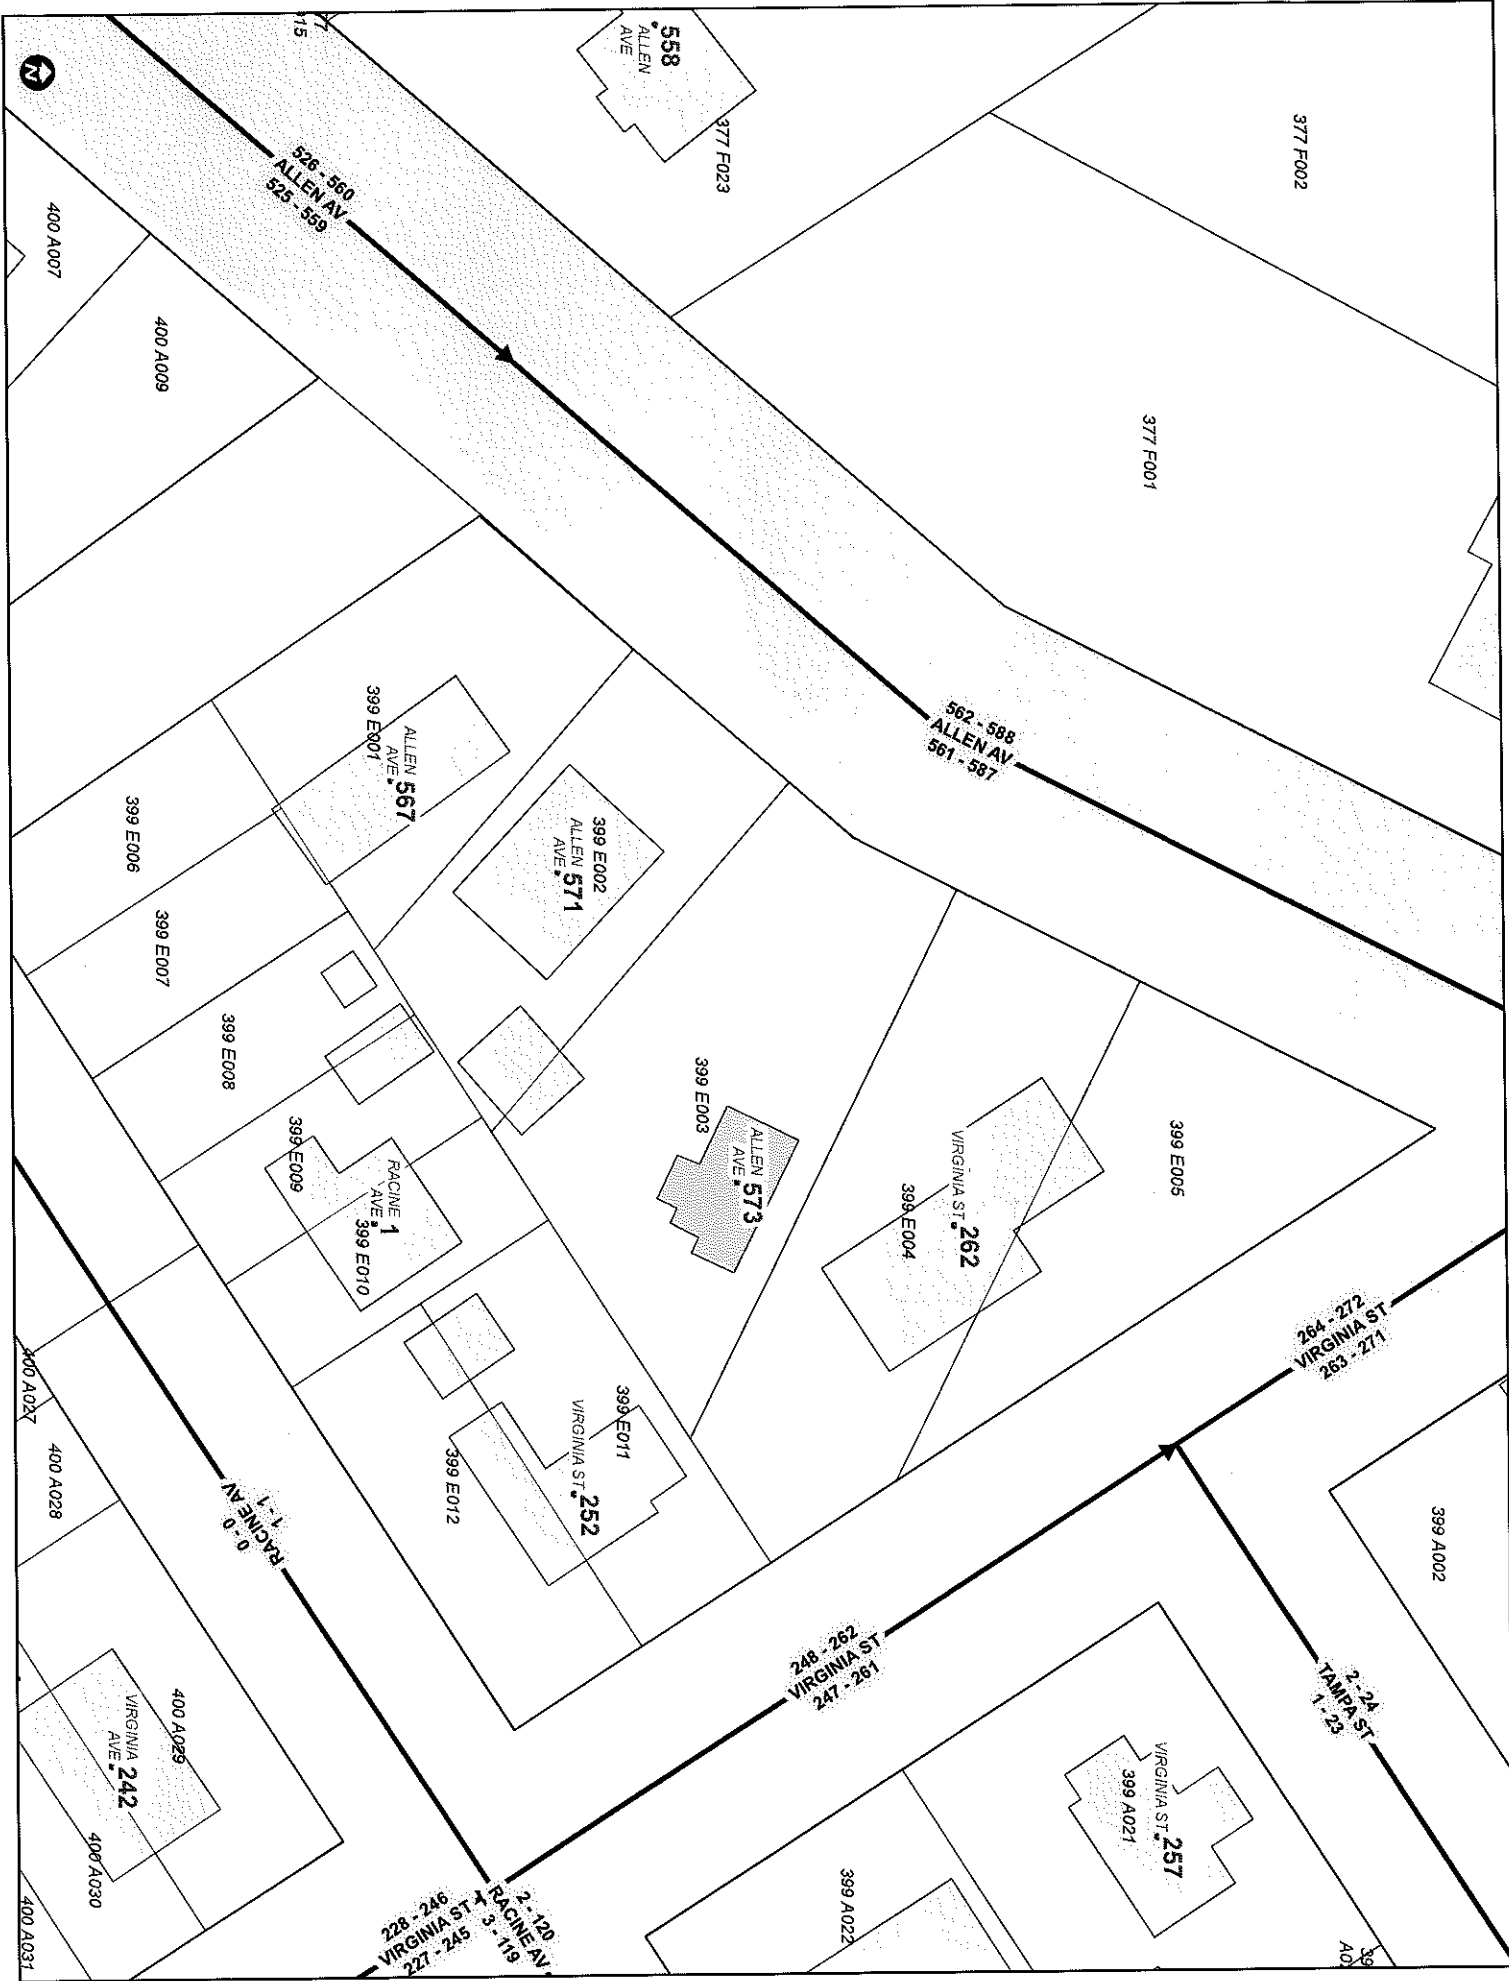 377 F002
377 F001
558
ALLEN
AVE
377 F023
15
N
526 - 560
ALLEN AV
525 - 559
562 - 588
ALLEN AV
561 - 587
400 A007
400 A009
399 E001
ALLEN 567
AVE
399 E002
ALLEN 571
AVE
399 E003
ALLEN 573
AVE
399 E005
VIRGINIA ST 262
399 E004
399 E006
399 E007
399 E008
399 E009
RACINE 1
AVE
399 E010
399 E011
VIRGINIA ST 252
399 E012
264 - 272
VIRGINIA ST
263 - 271
399 A002
2 - 24
TAMPA ST
1 - 23
248 - 262
VIRGINIA ST
247 - 261
VIRGINIA ST 257
399 A021
399 A022
39
A0
400 A027
400 A028
1 - 1
RACINE AV
0 - 0
400 A029
VIRGINIA 242
AVE
400 A030
400 A031
228 - 246
VIRGINIA ST
227 - 245
2 - 120
RACINE AV
3 - 119